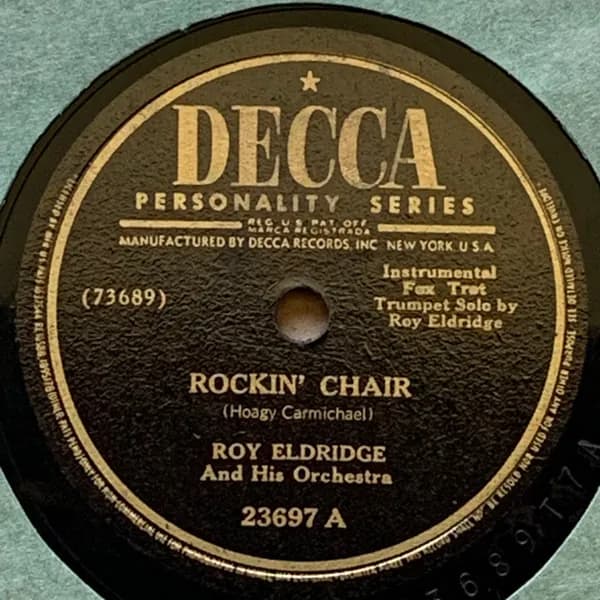 DECCA
PERSONALITY SERIES
REG. U.S. PAT. OFF.
MARCA REGISTRADA
MANUFACTURED BY DECCA RECORDS, INC NEW YORK U.S.A
(73689)
Instrumental
Fox Trot
Trumpet Solo by
Roy Eldridge
ROCKIN' CHAIR
(Hoagy Carmichael)
ROY ELDRIDGE
And His Orchestra
23697 A